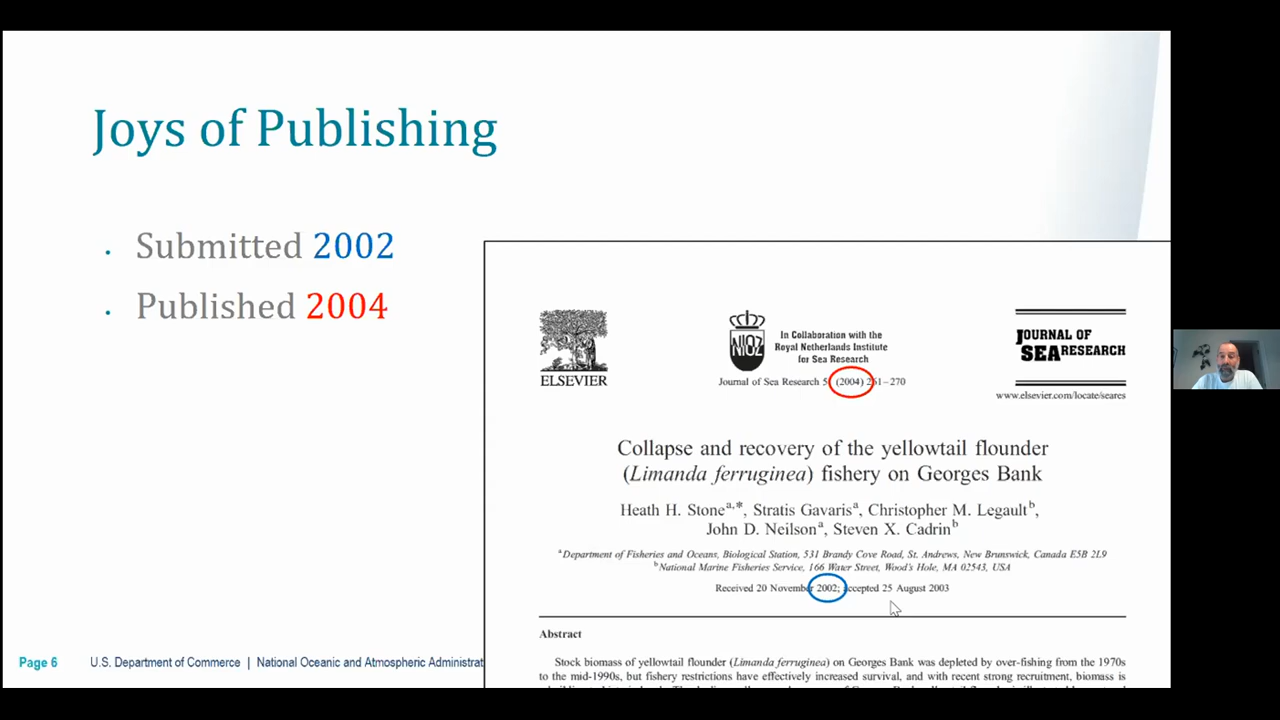 Joys of Publishing
Submitted 2002
Published 2004
ELSEVIER
NIOZ
In Collaboration with the
Royal Netherlands Institute
for Sea Research
Journal of Sea Research 5 (2004) 261–270
JOURNAL OF
SEA RESEARCH
www.elsevier.com/locate/seares
Collapse and recovery of the yellowtail flounder
(Limanda ferruginea) fishery on Georges Bank
Heath H. Stone a,*, Stratis Gavaris a, Christopher M. Legault b,
John D. Neilson a, Steven X. Cadrin b
a Department of Fisheries and Oceans, Biological Station, 531 Brandy Cove Road, St. Andrews, New Brunswick, Canada E5B 2L9
b National Marine Fisheries Service, 166 Water Street, Wood's Hole, MA 02543, USA
Received 20 November 2002; accepted 25 August 2003
Abstract
Stock biomass of yellowtail flounder (Limanda ferruginea) on Georges Bank was depleted by over-fishing from the 1970s
to the mid-1990s, but fishery restrictions have effectively increased survival, and with recent strong recruitment, biomass is
Page 6
U.S. Department of Commerce | National Oceanic and Atmospheric Administrat